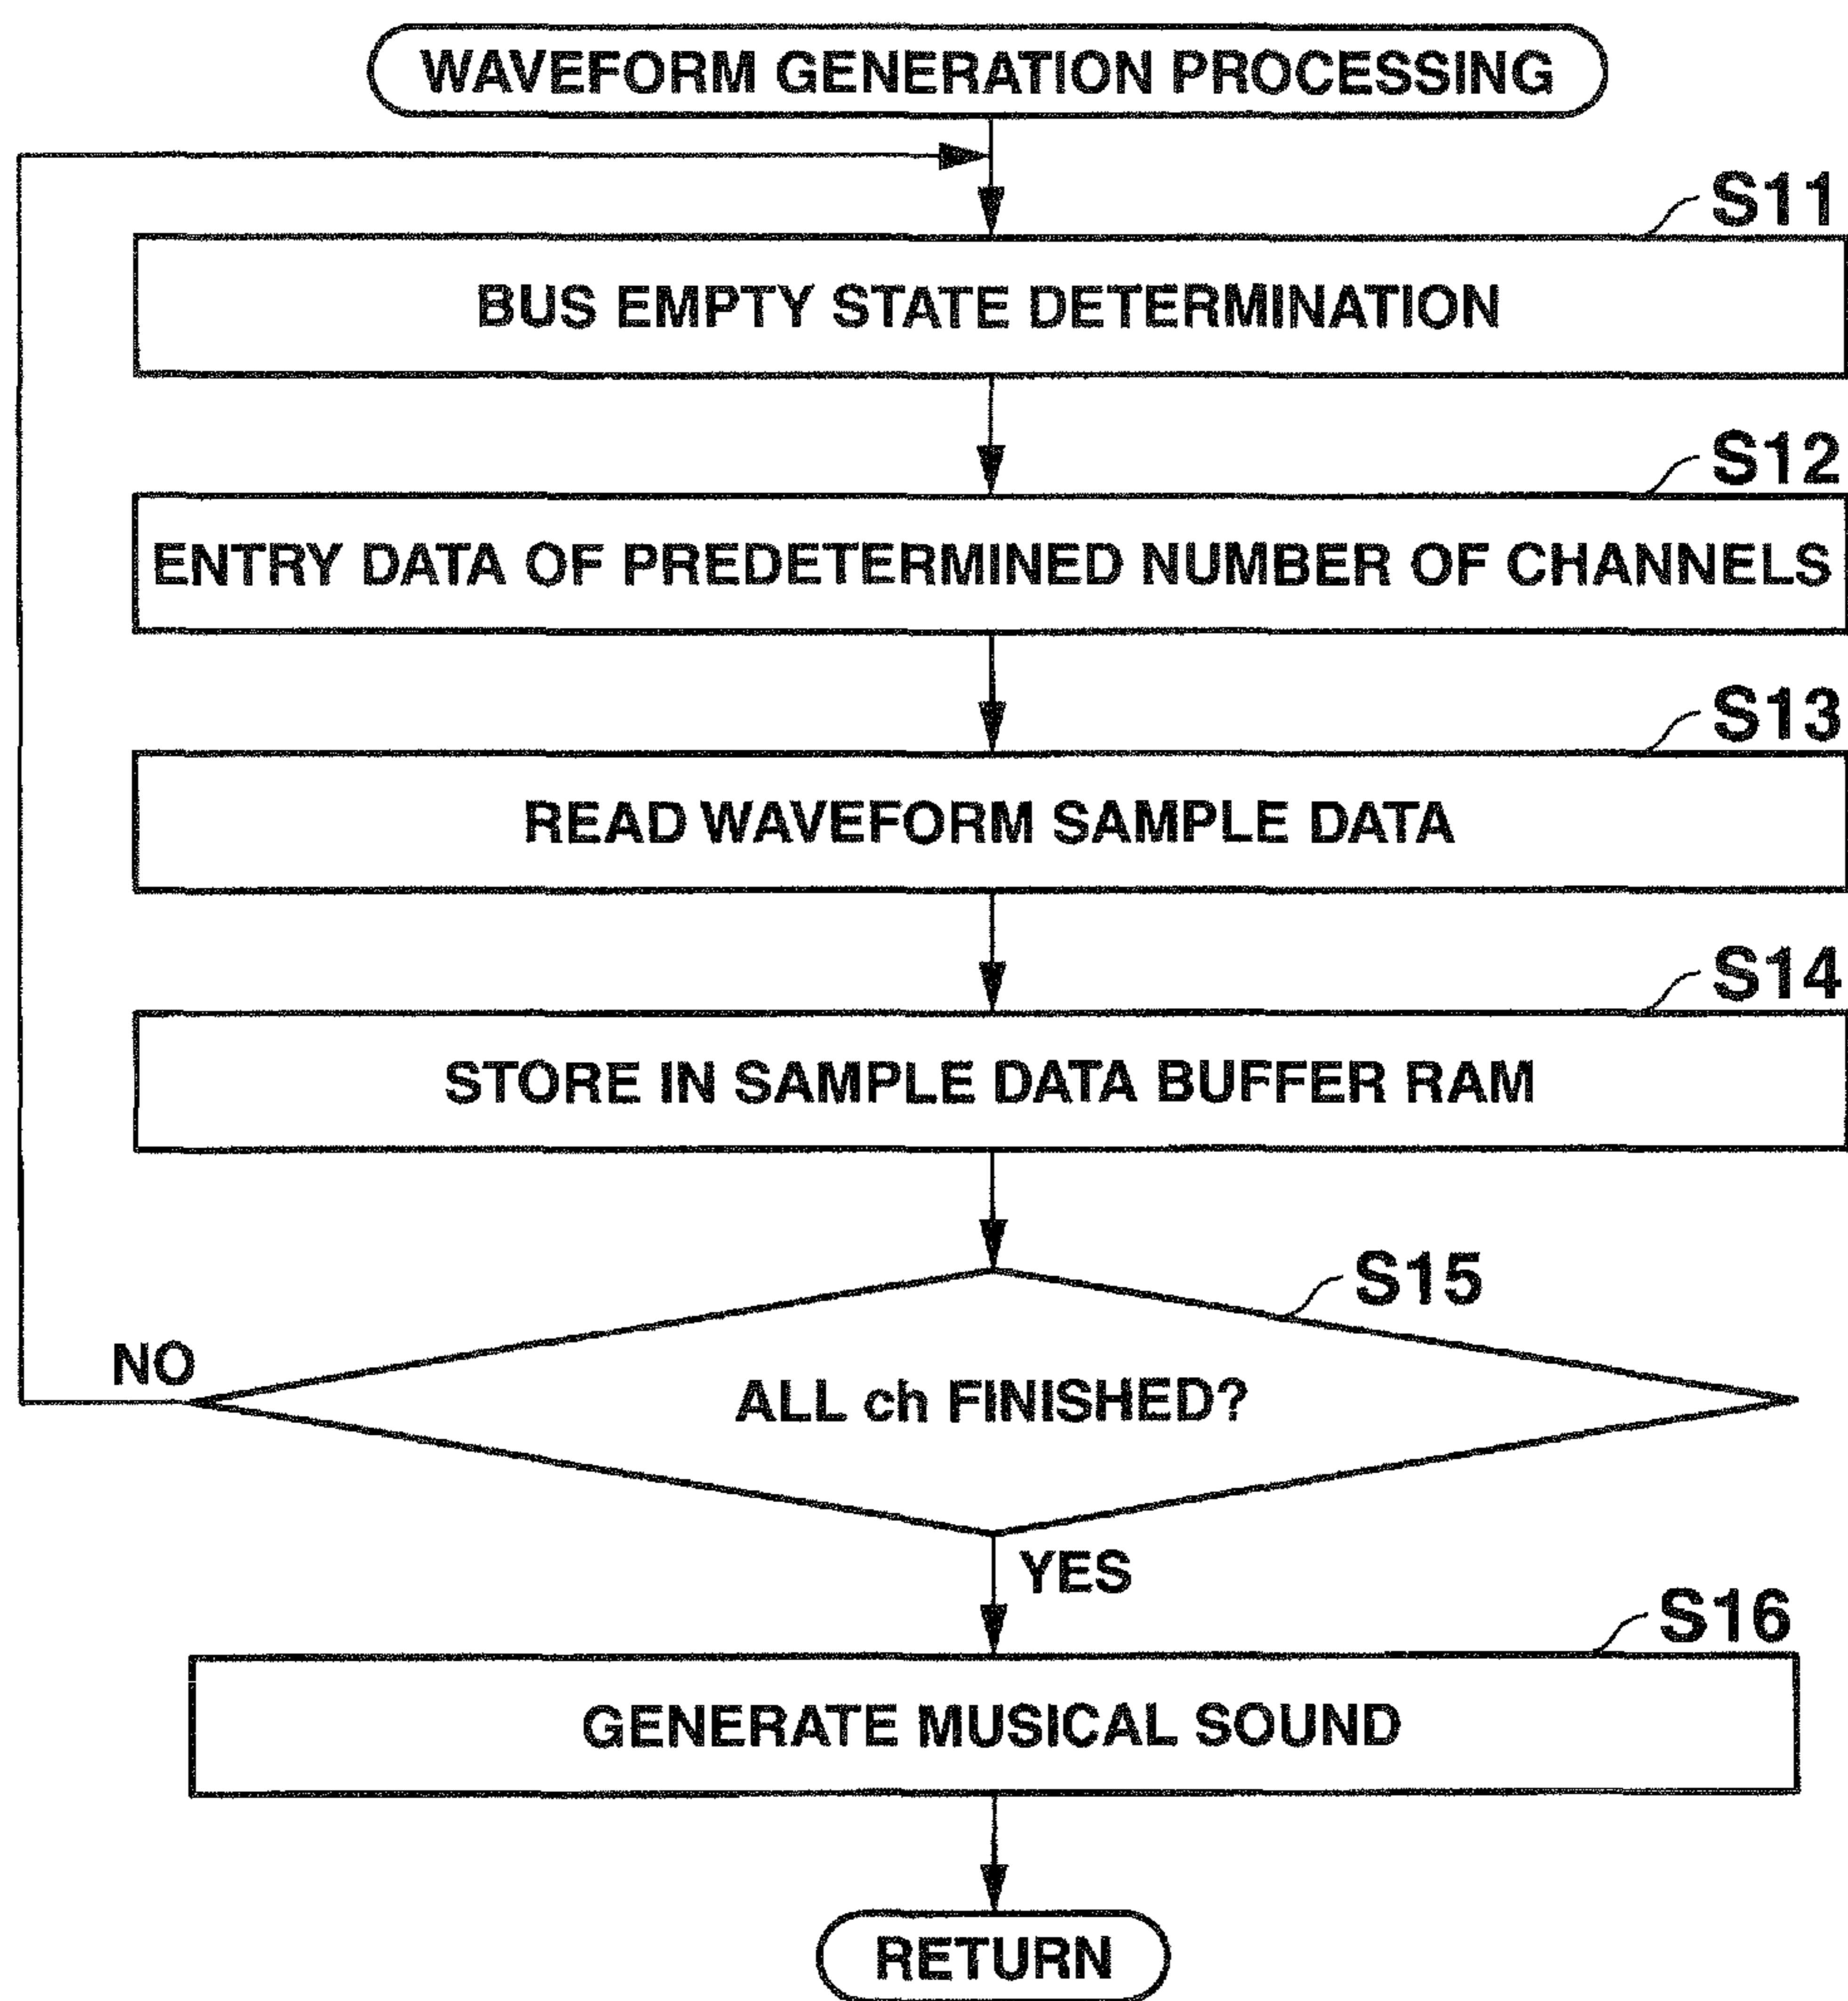 WAVEFORM GENERATION PROCESSING
S11
BUS EMPTY STATE DETERMINATION
S12
ENTRY DATA OF PREDETERMINED NUMBER OF CHANNELS
S13
READ WAVEFORM SAMPLE DATA
S14
STORE IN SAMPLE DATA BUFFER RAM
S15
NO
ALL ch FINISHED?
YES
S16
GENERATE MUSICAL SOUND
RETURN